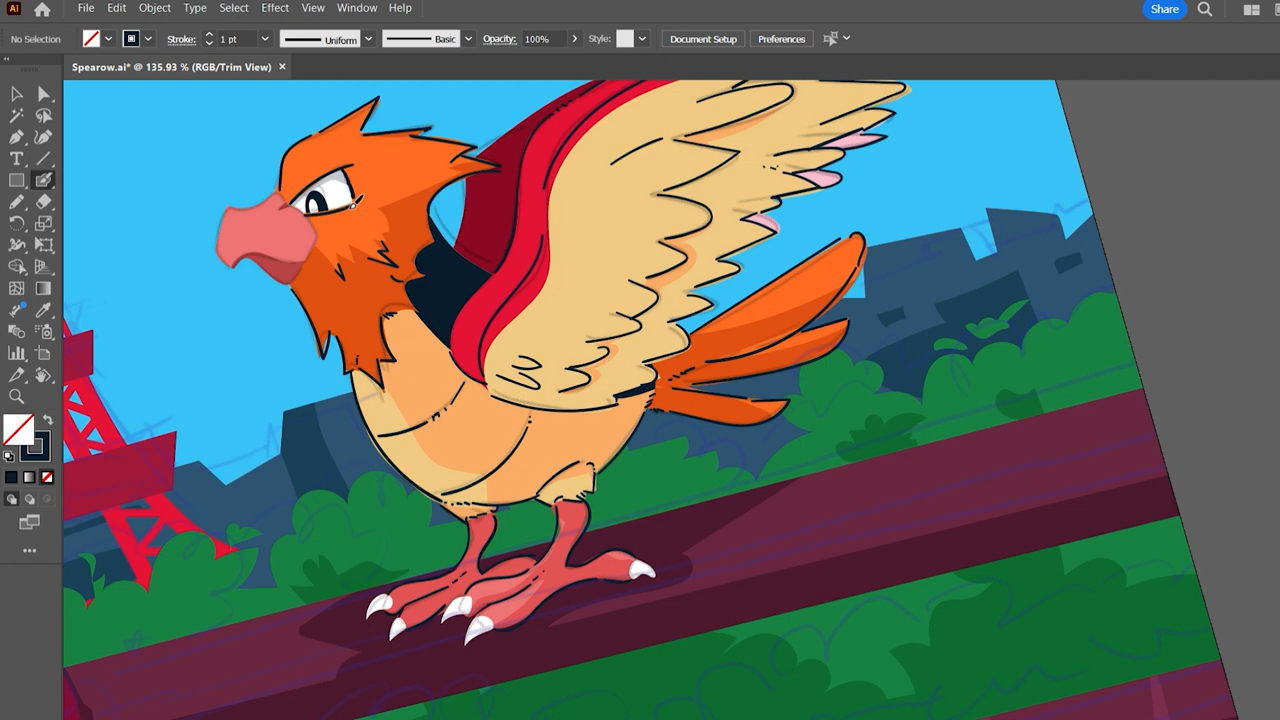 Ai File Edit Object Type Select Effect View Window Help Share
No Selection Stroke: 1 pt Uniform Basic Opacity: 100% Style: Document Setup Preferences
Spearow.ai* @ 135.93 % (RGB/Trim View) ×